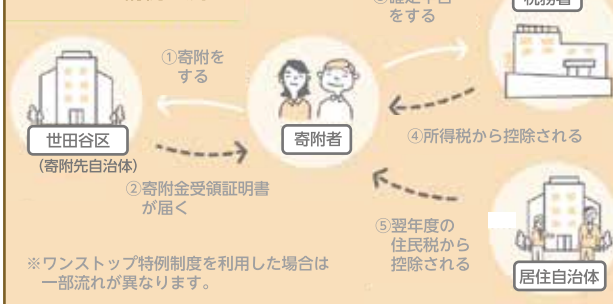 をする
①寄附を
する
世田谷区
(寄附先自治体)
寄附者
④所得税から控除される
②寄附金受領証明書
が届く
⑤翌年度の
住民税から
控除される
居住自治体
※ワンストップ特例制度を利用した場合は
一部流れが異なります。